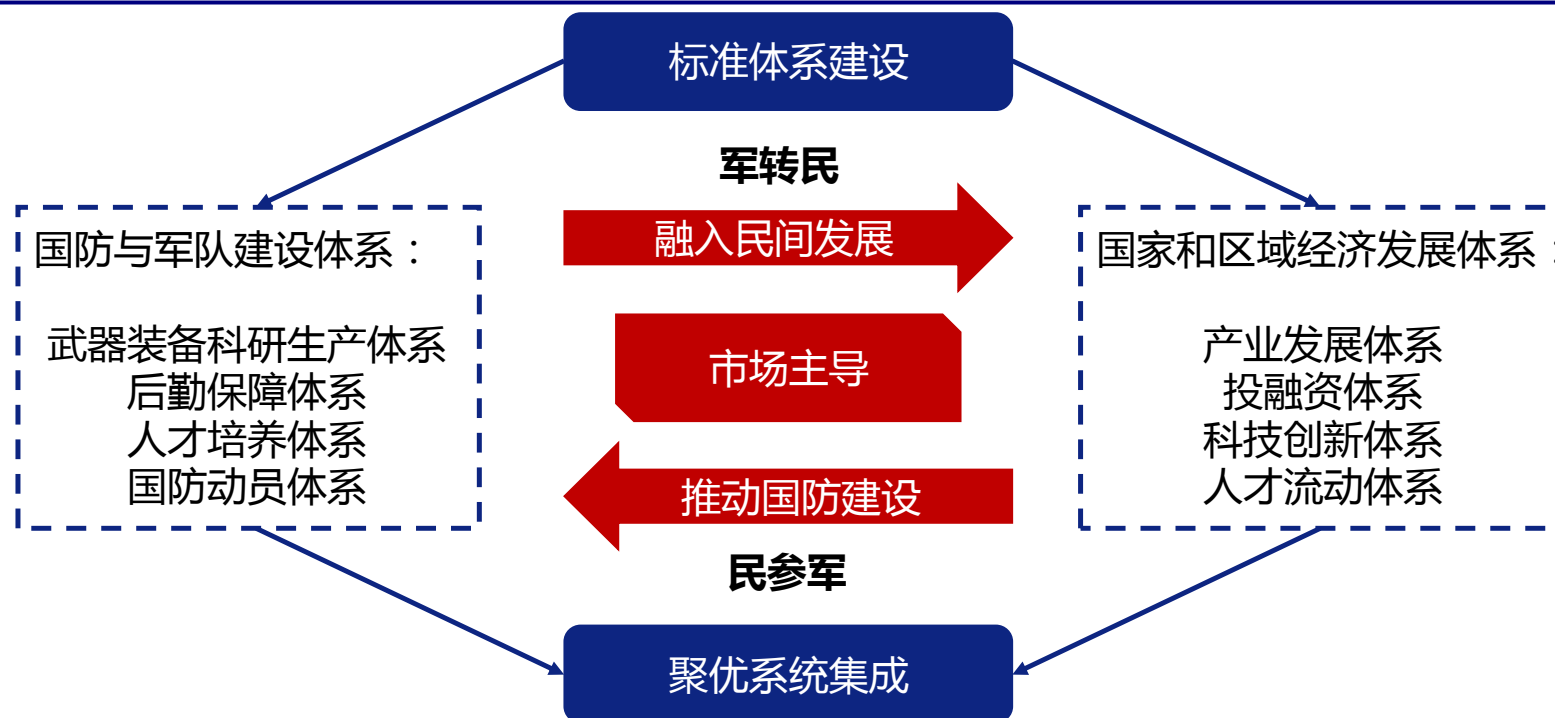 标准体系建设
军转民
融入民间发展
国防与军队建设体系：
武器装备科研生产体系
后勤保障体系
人才培养体系
国防动员体系
市场主导
国家和区域经济发展体系：
产业发展体系
投融资体系
科技创新体系
人才流动体系
推动国防建设
民参军
聚优系统集成